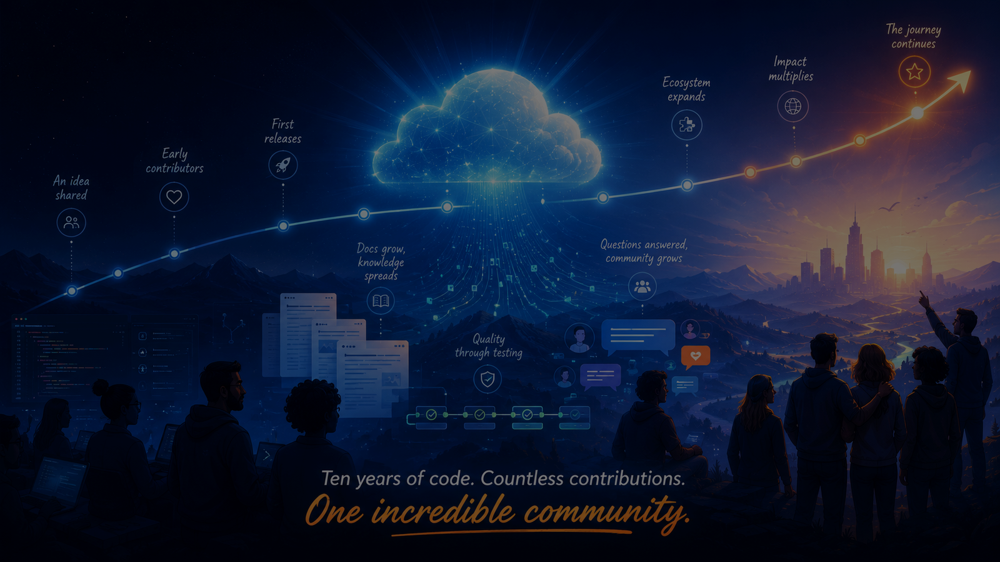 The journey
continues
Impact
multiplies
Ecosystem
expands
First
releases
Early
contributors
An idea
shared
Docs grow,
knowledge
spreads
Questions answered,
community grows
Quality
through testing
Ten years of code. Countless contributions.
One incredible community.